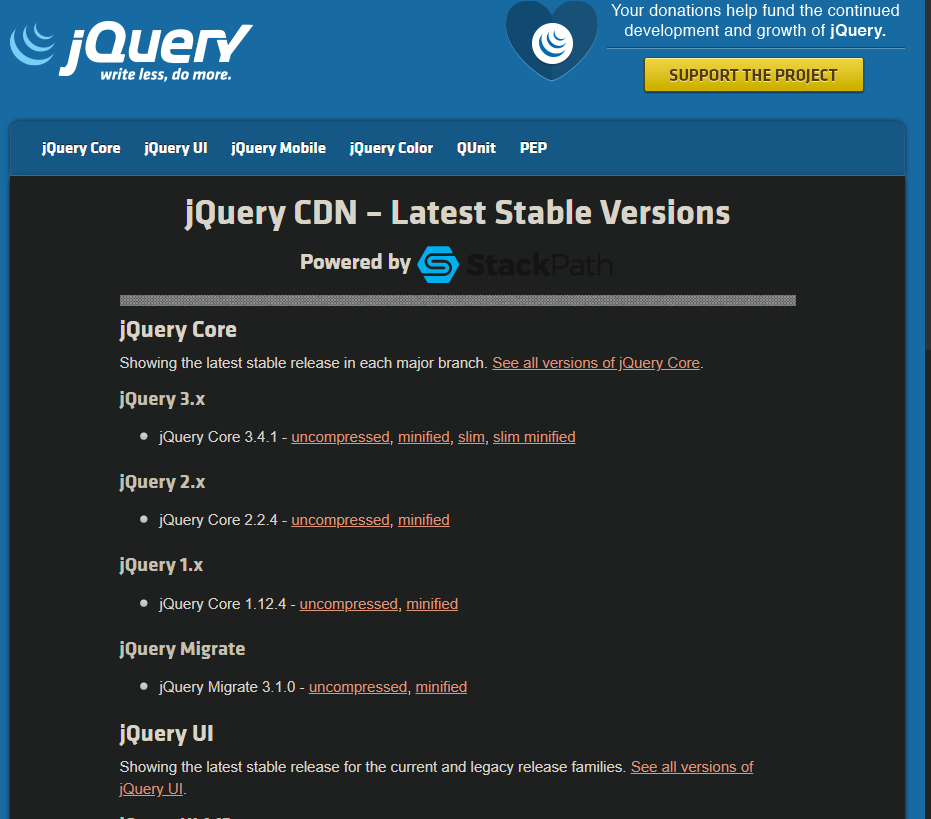 jQuery
write less, do more.
Your donations help fund the continued
development and growth of jQuery.
SUPPORT THE PROJECT
jQuery Core jQuery UI jQuery Mobile jQuery Color QUnit PEP
jQuery CDN – Latest Stable Versions
Powered by StackPath
jQuery Core
Showing the latest stable release in each major branch. See all versions of jQuery Core.
jQuery 3.x
jQuery Core 3.4.1 - uncompressed, minified, slim, slim minified
jQuery 2.x
jQuery Core 2.2.4 - uncompressed, minified
jQuery 1.x
jQuery Core 1.12.4 - uncompressed, minified
jQuery Migrate
jQuery Migrate 3.1.0 - uncompressed, minified
jQuery UI
Showing the latest stable release for the current and legacy release families. See all versions of
jQuery UI.